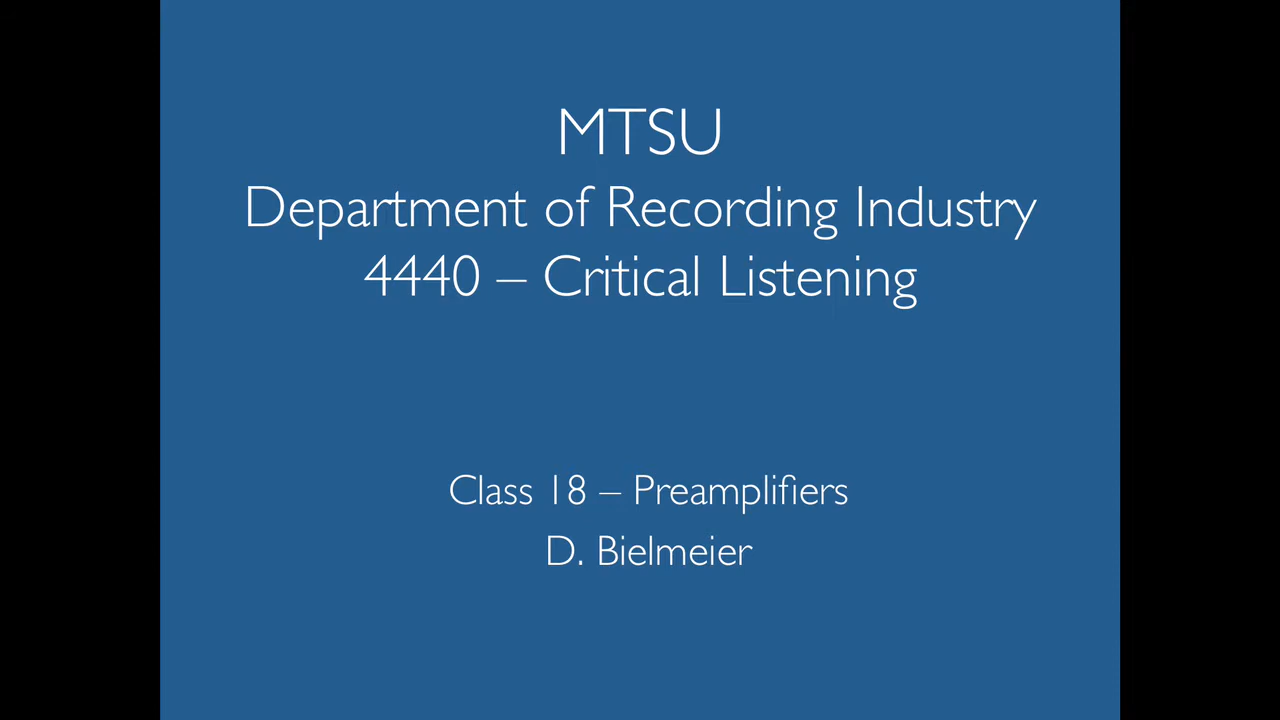 MTSU
Department of Recording Industry
4440 – Critical Listening
Class 18 – Preamplifiers
D. Bielmeier